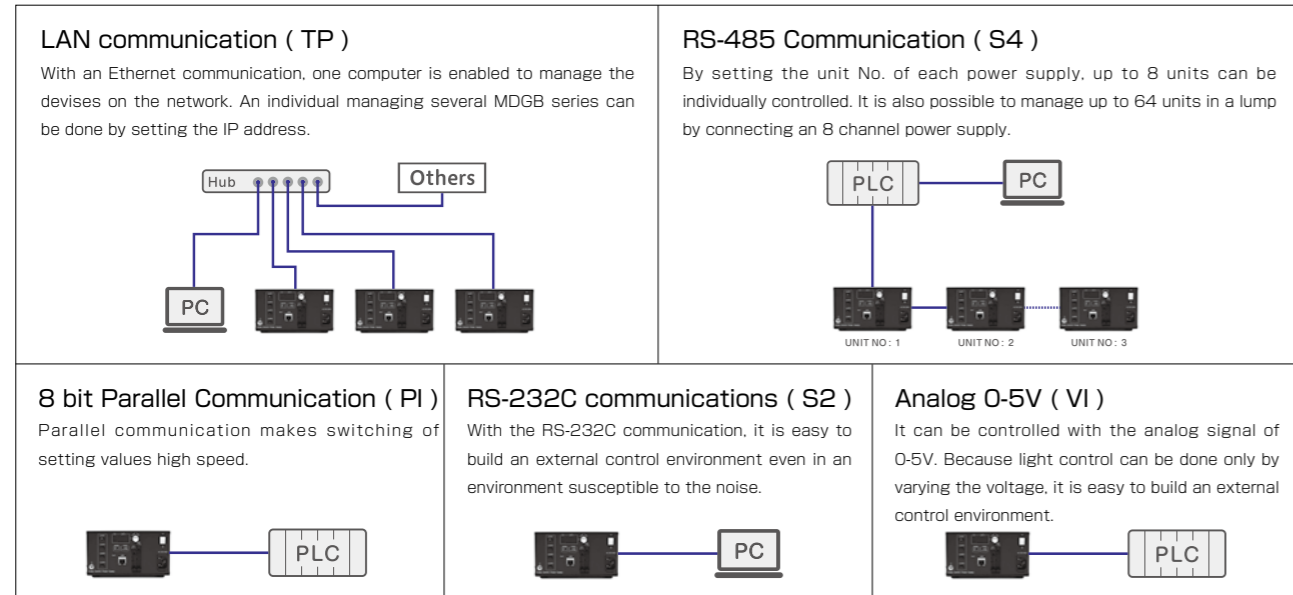 LAN communication ( TP )
With an Ethernet communication, one computer is enabled to manage the
devises on the network. An individual managing several MDGB series can
be done by setting the IP address.
Hub
Others
PC
RS-485 Communication ( S4 )
By setting the unit No. of each power supply, up to 8 units can be
individually controlled. It is also possible to manage up to 64 units in a lump
by connecting an 8 channel power supply.
PLC
PC
UNIT NO : 1
UNIT NO : 2
UNIT NO : 3
8 bit Parallel Communication ( PI )
Parallel communication makes switching of
setting values high speed.
PLC
RS-232C communications ( S2 )
With the RS-232C communication, it is easy to
build an external control environment even in an
environment susceptible to the noise.
PC
Analog 0-5V ( VI )
It can be controlled with the analog signal of
0-5V. Because light control can be done only by
varying the voltage, it is easy to build an external
control environment.
PLC